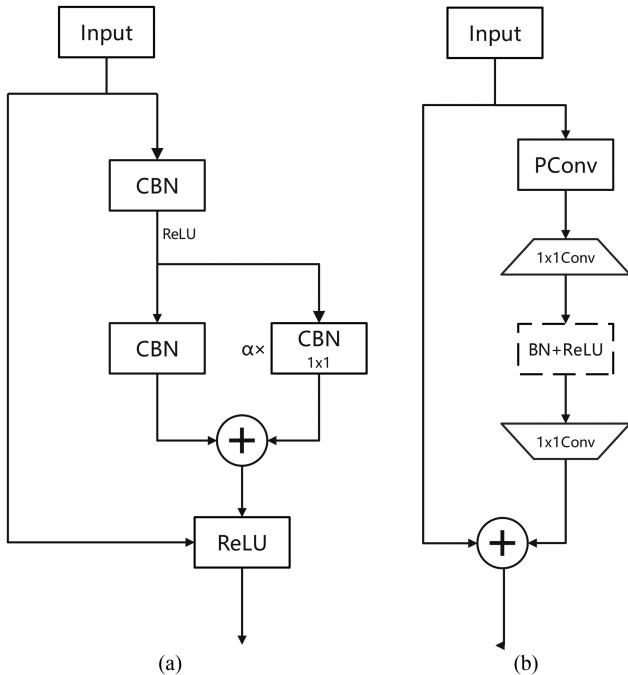 Input
CBN
ReLU
CBN
α×
CBN
1x1
+
ReLU
(a)
Input
PConv
1x1Conv
BN+ReLU
1x1Conv
+
(b)